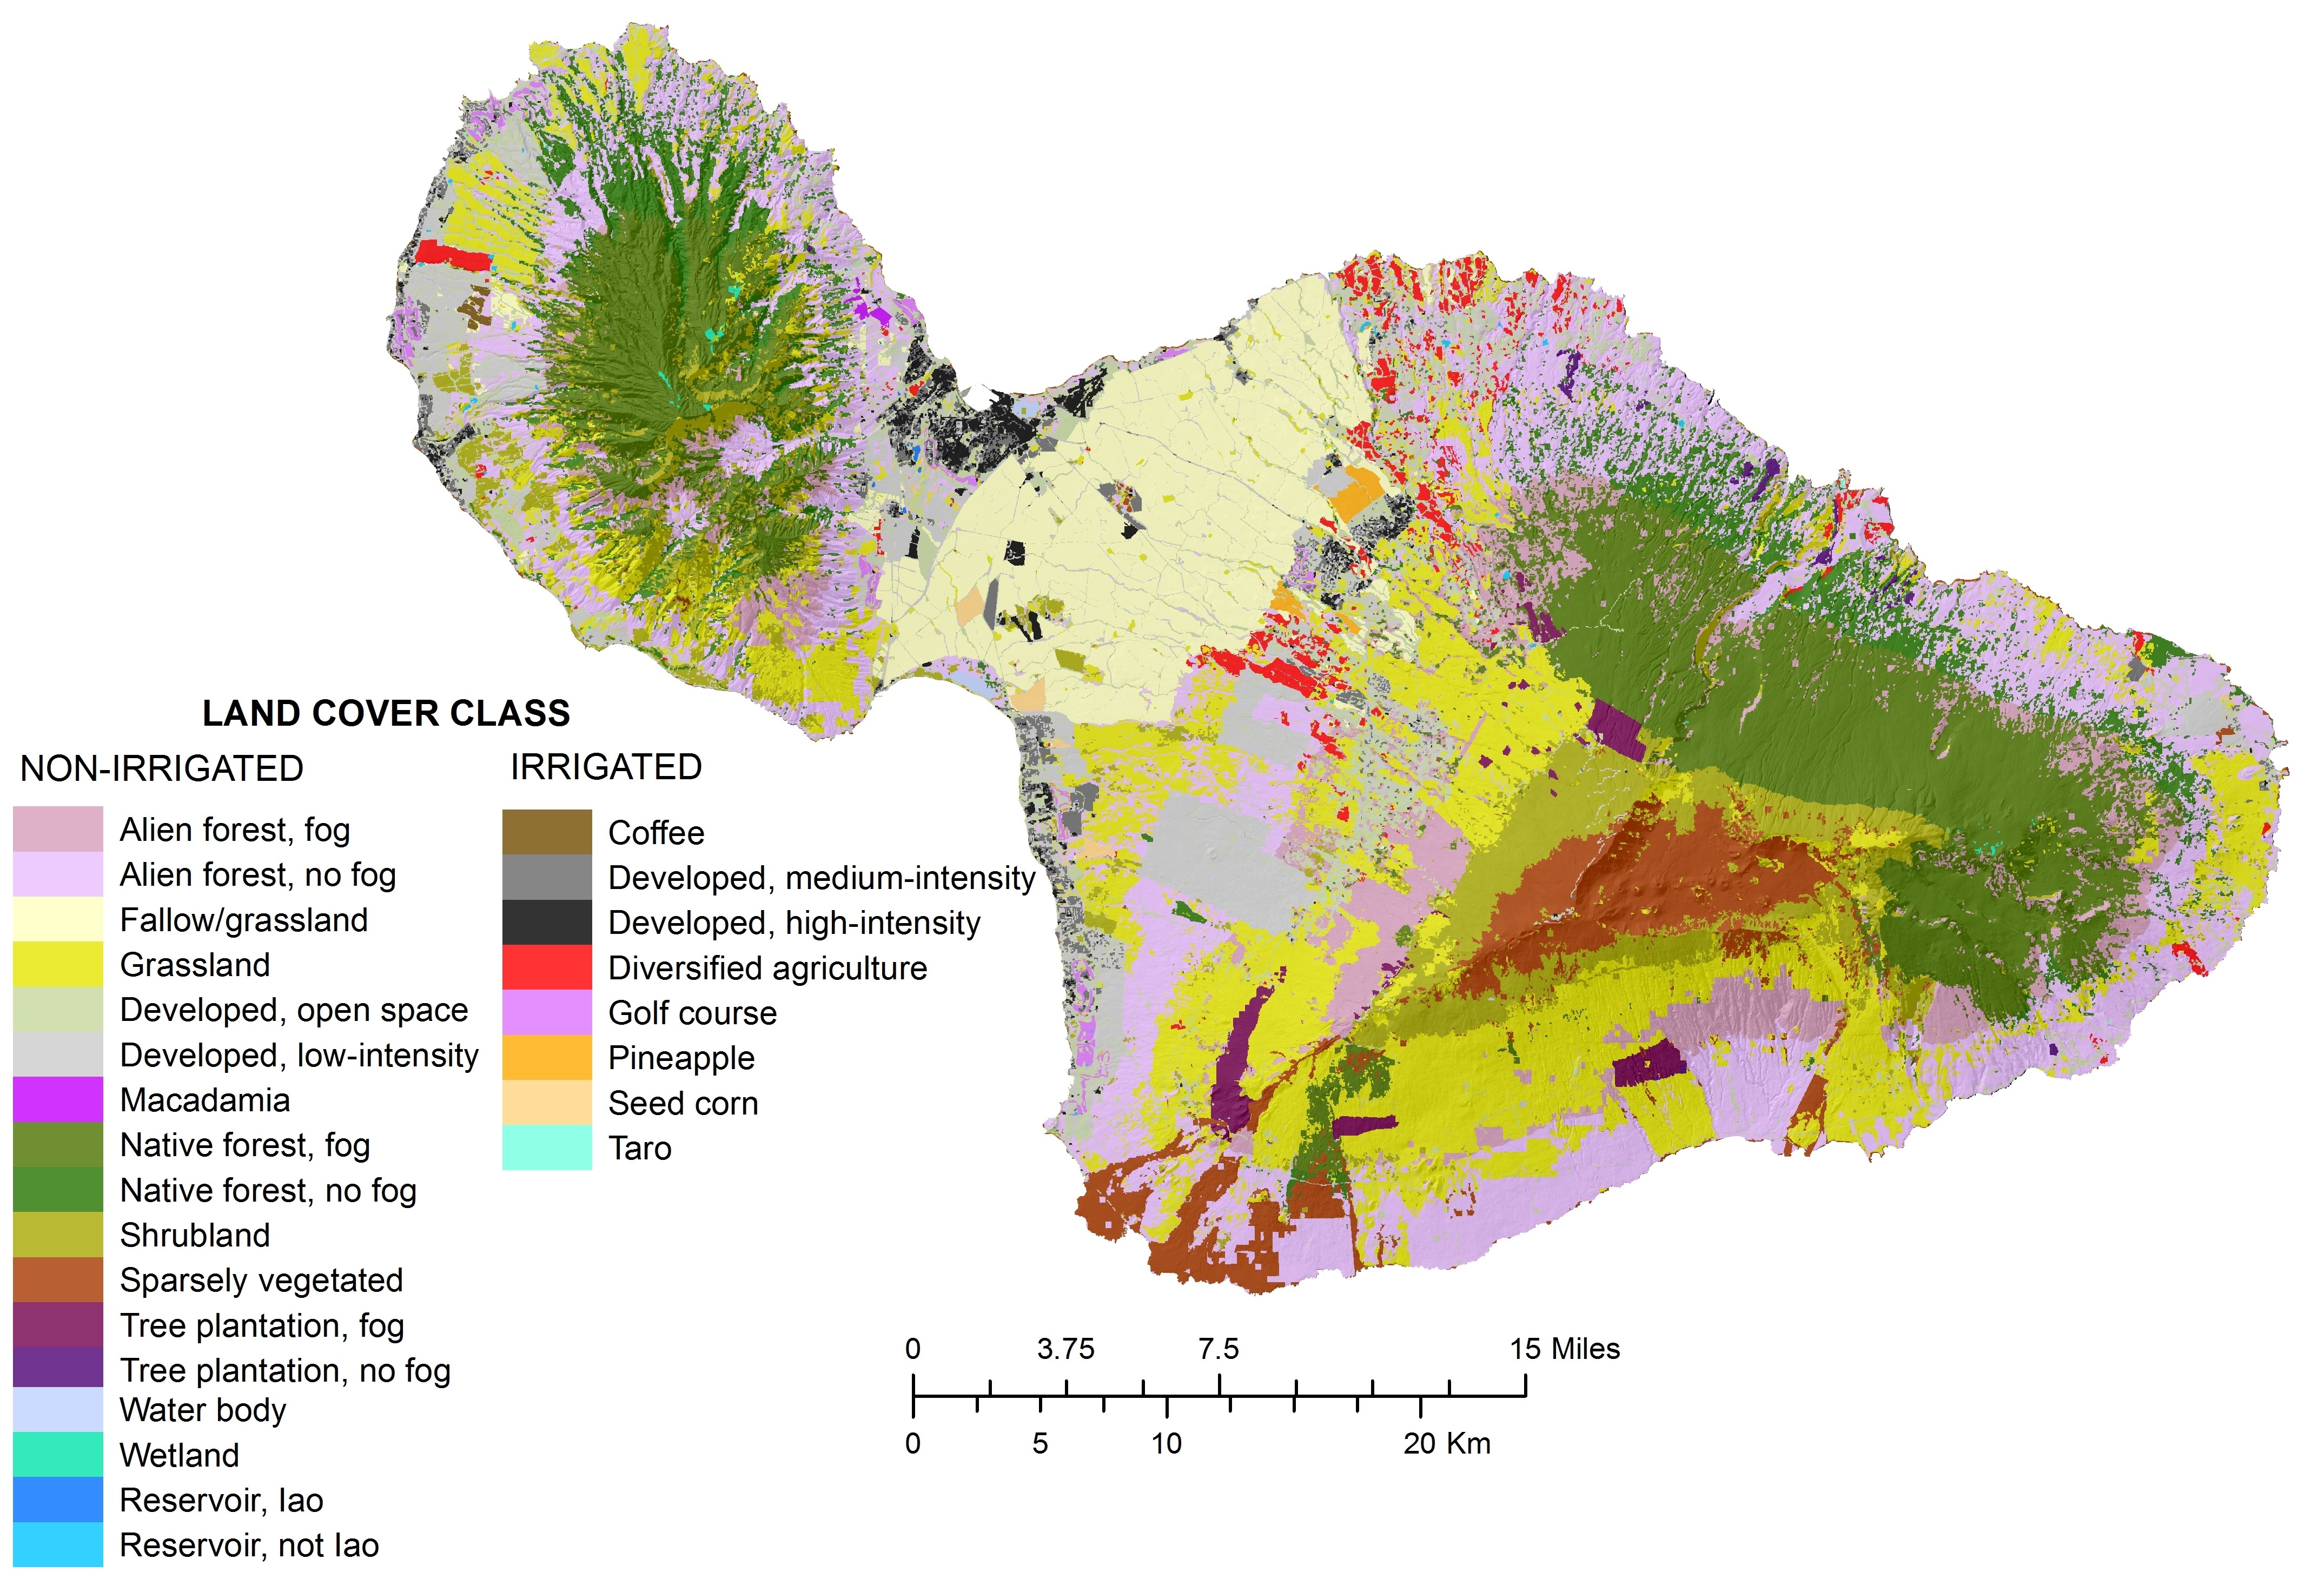 LAND COVER CLASS
NON-IRRIGATED
Alien forest, fog
Alien forest, no fog
Fallow/grassland
Grassland
Developed, open space
Developed, low-intensity
Macadamia
Native forest, fog
Native forest, no fog
Shrubland
Sparsely vegetated
Tree plantation, fog
Tree plantation, no fog
Water body
Wetland
Reservoir, Iao
Reservoir, not Iao
IRRIGATED
Coffee
Developed, medium-intensity
Developed, high-intensity
Diversified agriculture
Golf course
Pineapple
Seed corn
Taro
0 3.75 7.5 15 Miles
0 5 10 20 Km